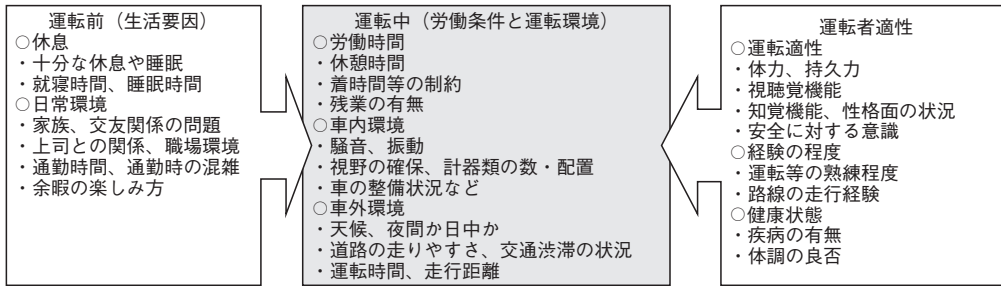 運転前（生活要因）
○休息
・十分な休息や睡眠
・就寝時間、睡眠時間
○日常環境
・家族、交友関係の問題
・上司との関係、職場環境
・通勤時間、通勤時の混雑
・余暇の楽しみ方
運転中（労働条件と運転環境）
○労働時間
・休憩時間
・着時間等の制約
・残業の有無
○車内環境
・騒音、振動
・視野の確保、計器類の数・配置
・車の整備状況など
○車外環境
・天候、夜間か日中か
・道路の走りやすさ、交通渋滞の状況
・運転時間、走行距離
運転者適性
○運転適性
・体力、持久力
・視聴覚機能
・知覚機能、性格面の状況
・安全に対する意識
○経験の程度
・運転等の熟練程度
・路線の走行経験
○健康状態
・疾病の有無
・体調の良否